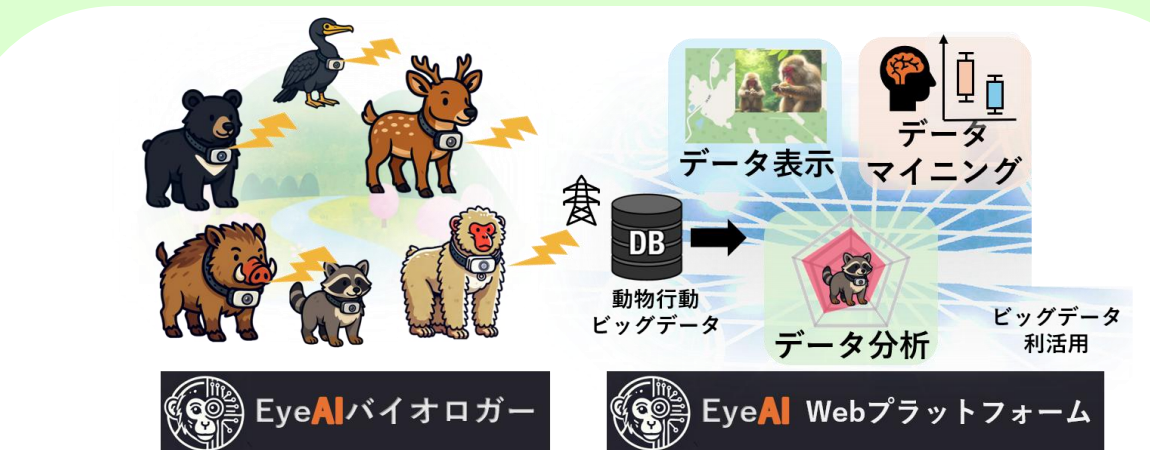 データ表示
データ
マイニング
DB
動物行動
ビッグデータ
データ分析
ビッグデータ
利活用
EyeAIバイオロガー
EyeAI Webプラットフォーム